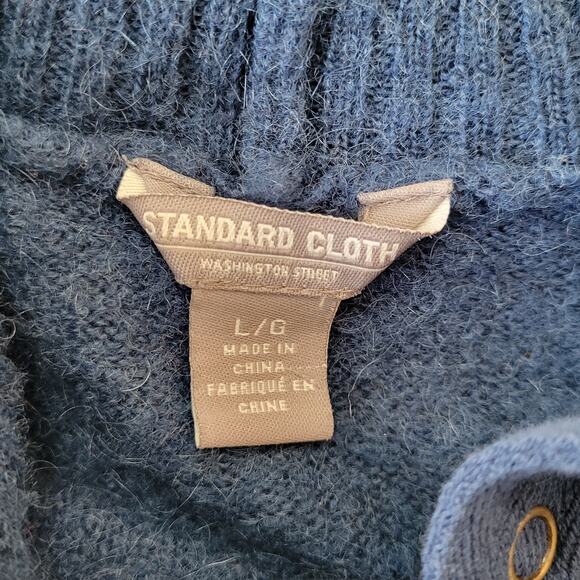 STANDARD CLOTH
WASHINGTON STREET
L/G
MADE IN
CHINA
FABRIQUÉ EN
CHINE